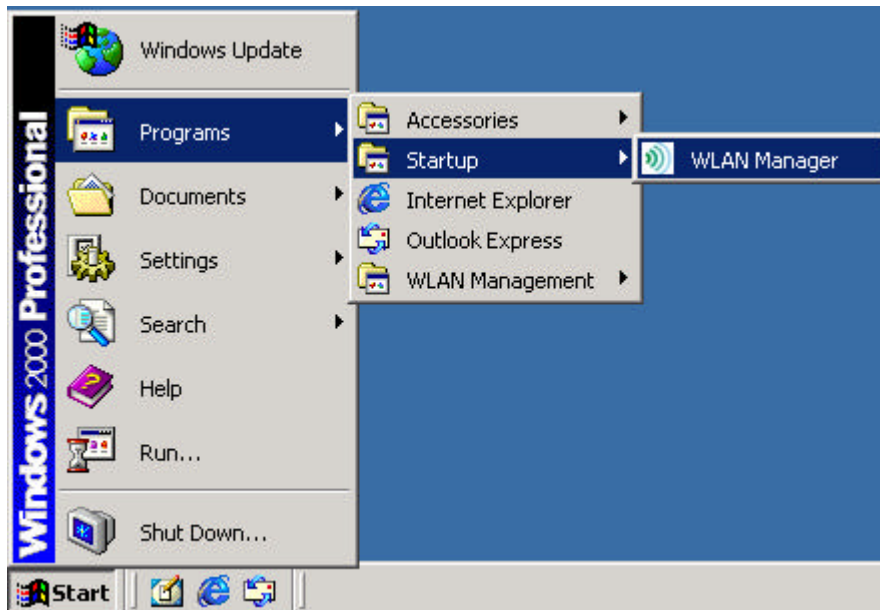 Windows Update
Programs
Documents
Settings
Search
Help
Run...
Shut Down...
Windows 2000 Professional
Accessories
Startup
Internet Explorer
Outlook Express
WLAN Management
WLAN Manager
Start